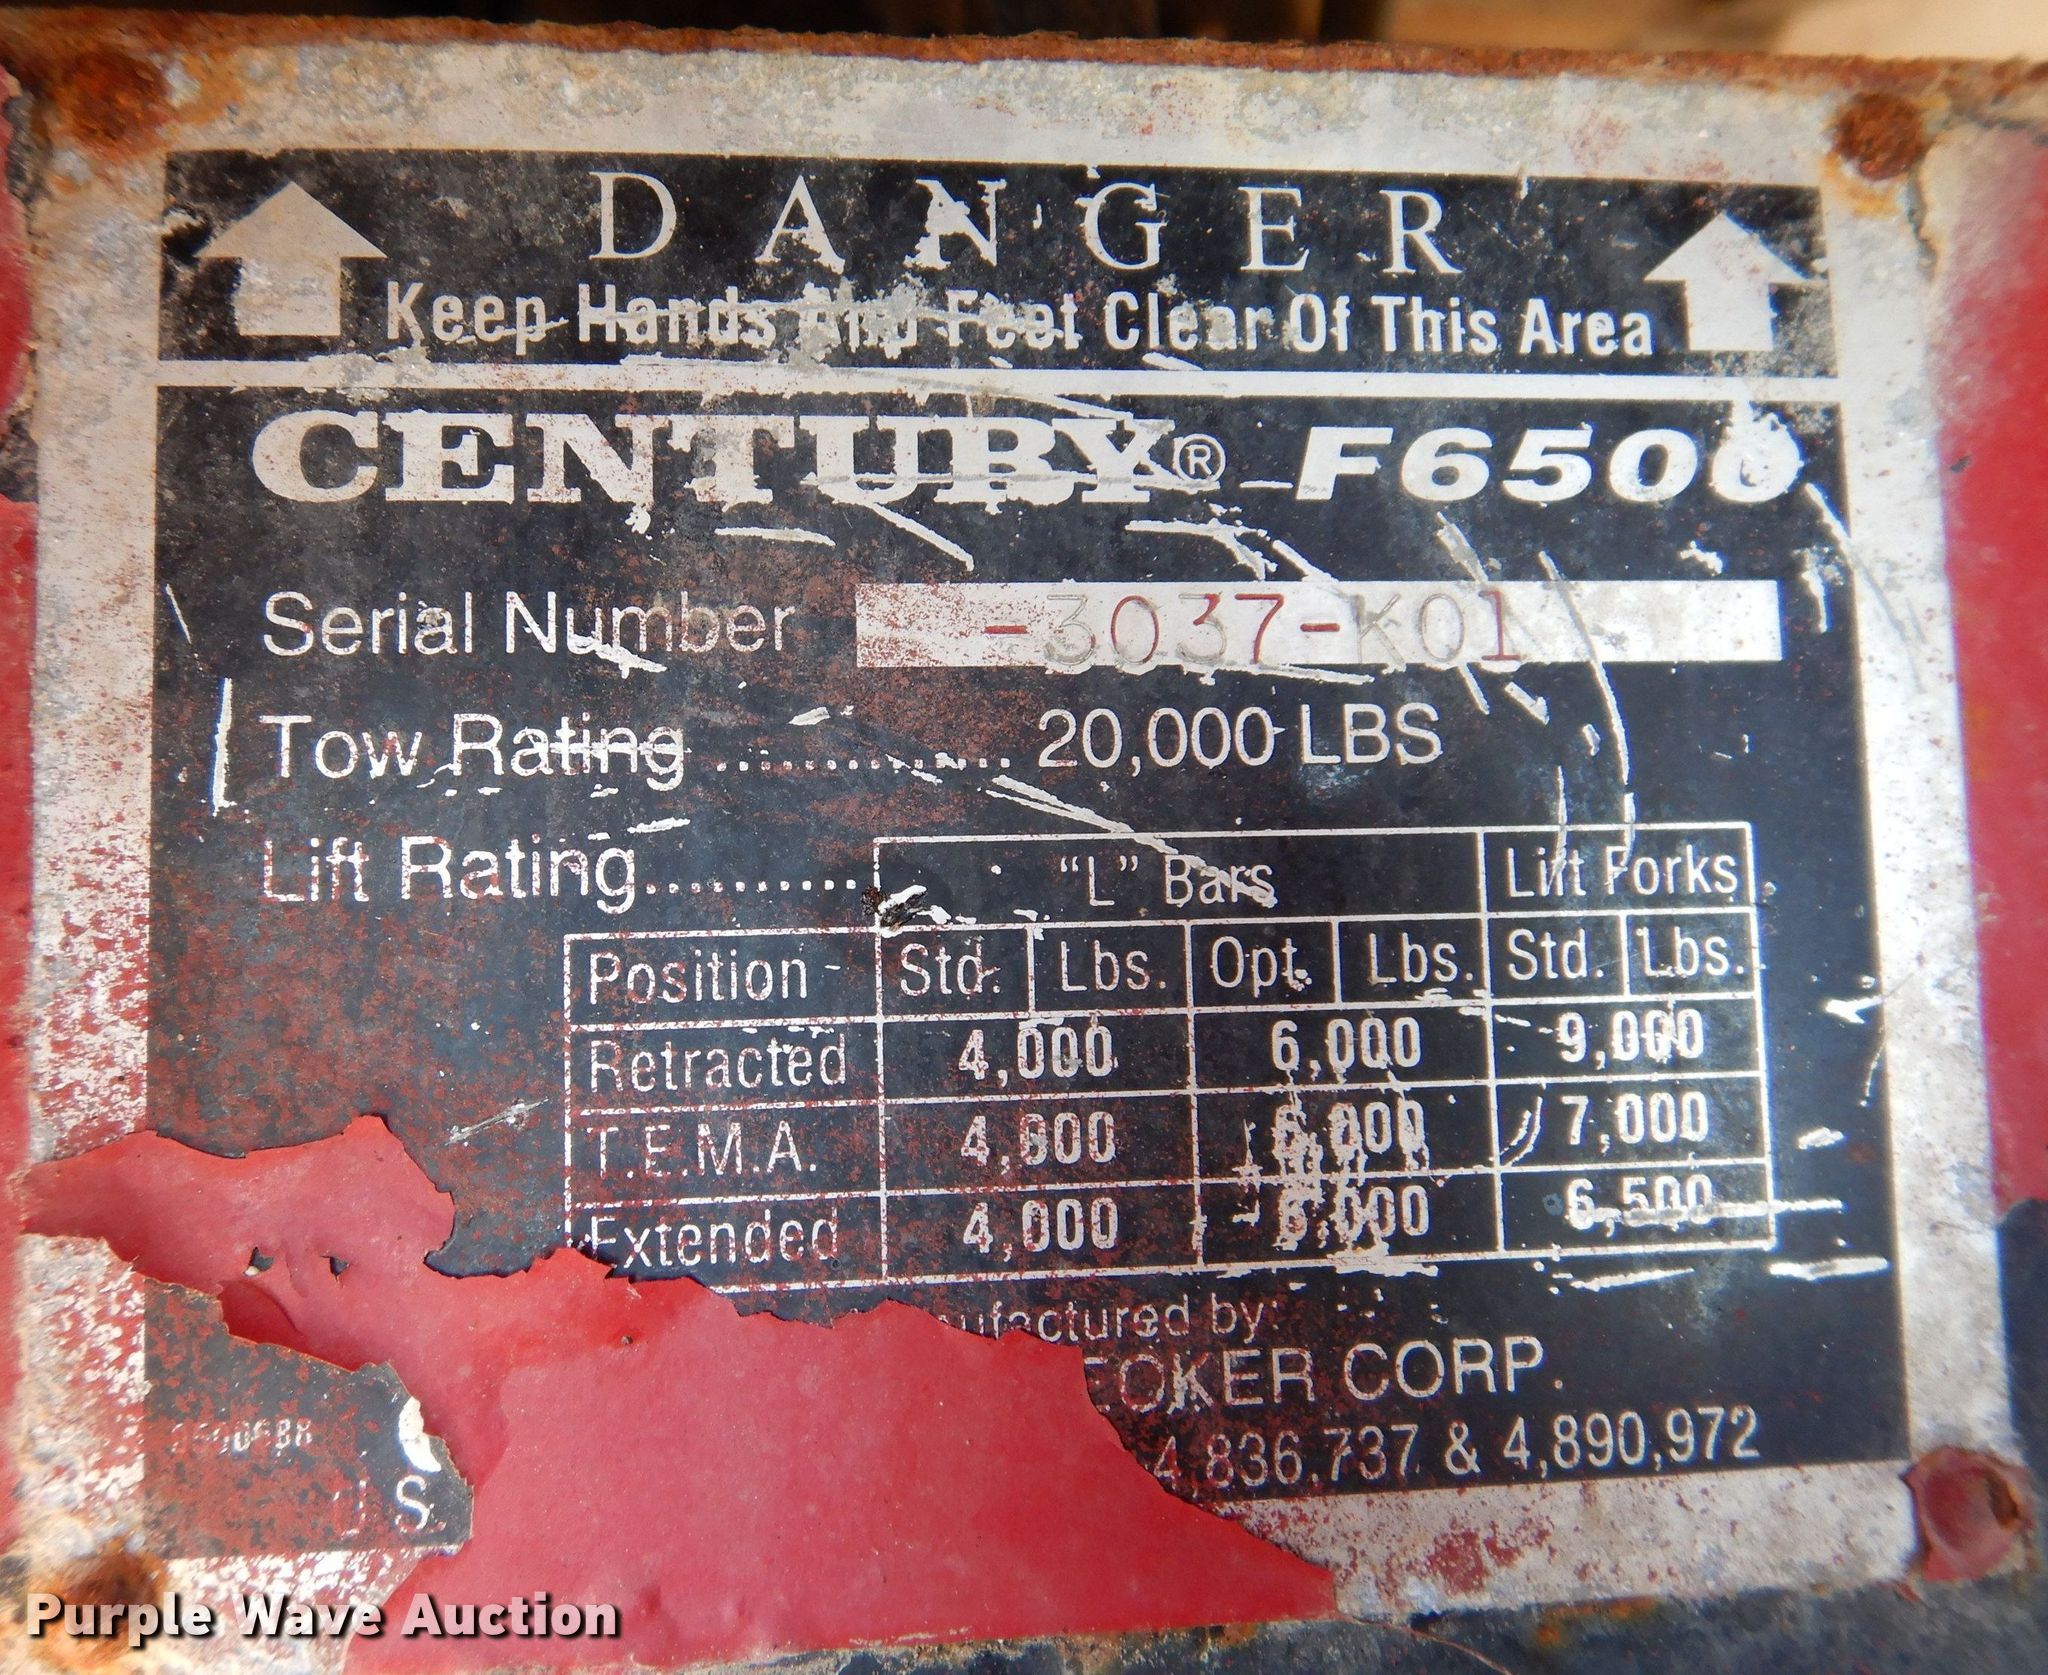 DANGER
Keep Hands And Feet Clear Of This Area
CENTURY® F6500
Serial Number -3037-K01
Tow Rating .............. 20,000 LBS
Lift Rating........... "L" Bars Lift Forks
Position Std. Lbs. Opt. Lbs. Std. Lbs.
Retracted 4,000 6,000 9,000
T.E.M.A. 4,000 6,000 7,000
Extended 4,000 6,000 6,500
ufactured by:
OKER CORP.
4,836,737 & 4,890,972
S.
Purple Wave Auction